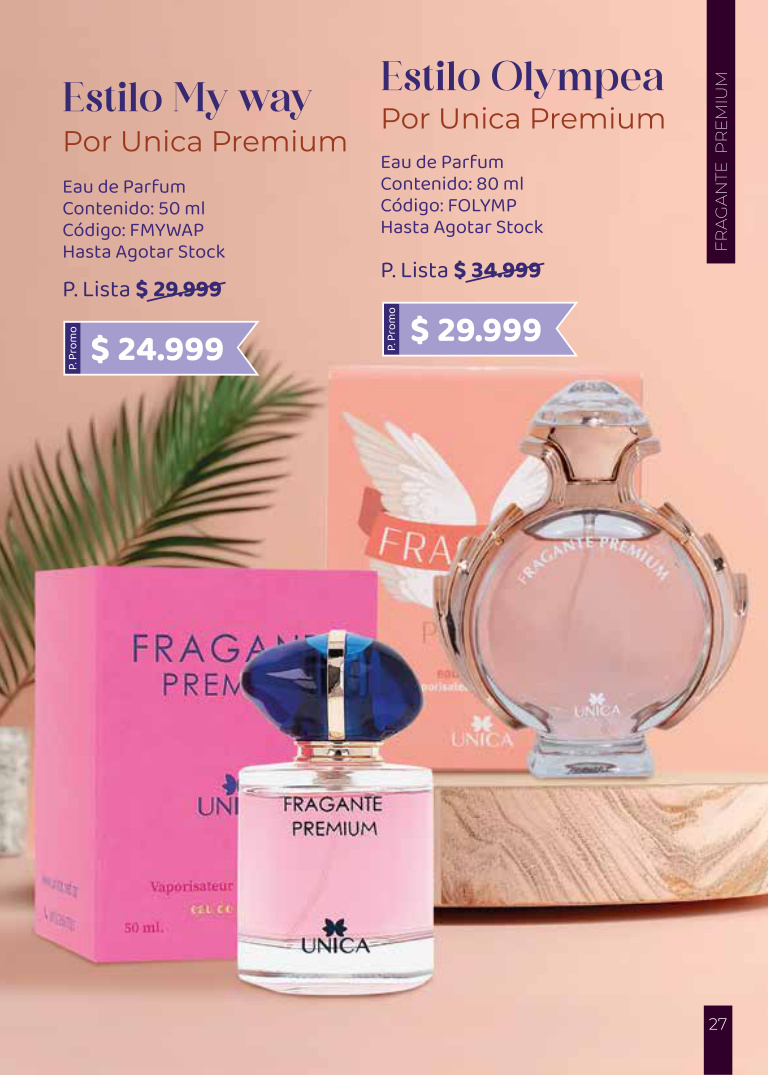 Estilo My way
Por Unica Premium
Eau de Parfum
Contenido: 50 ml
Código: FMYWAP
Hasta Agotar Stock
P. Lista $ 29.999
P. Promo
$ 24.999
Estilo Olympea
Por Unica Premium
Eau de Parfum
Contenido: 80 ml
Código: FOLYMP
Hasta Agotar Stock
P. Lista $ 34.999
P. Promo
$ 29.999
FRAGANTE PREMIUM
FRAGANTE PREMIUM
UNICA
UNICA
Vaporisateur
50 ml.
FRAGANTE
PREMIUM
UNICA
27